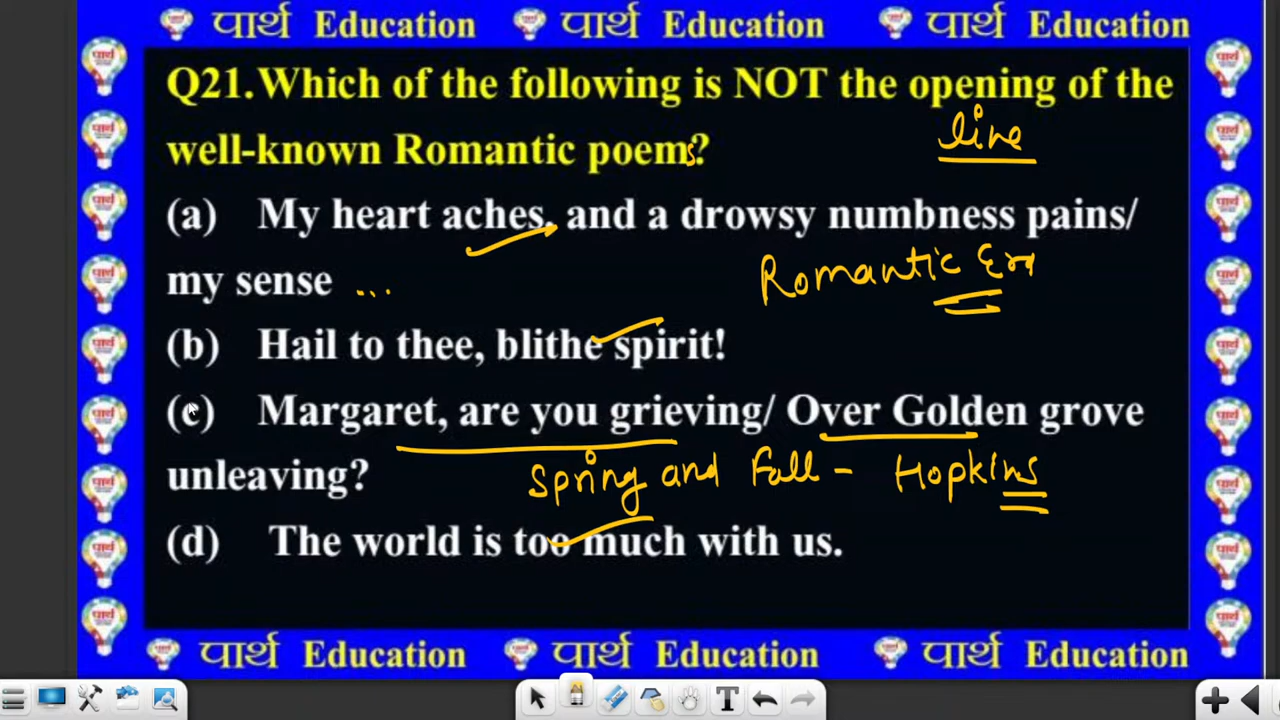 पार्थ Education पार्थ Education पार्थ Education
Q21.Which of the following is NOT the opening of the
line
well-known Romantic poems?
(a) My heart aches, and a drowsy numbness pains/
my sense ...
Romantic Era
(b) Hail to thee, blithe spirit!
(c) Margaret, are you grieving/ Over Golden grove
unleaving?
Spring and Fall - Hopkins
(d) The world is too much with us.
पार्थ Education पार्थ Education पार्थ Education